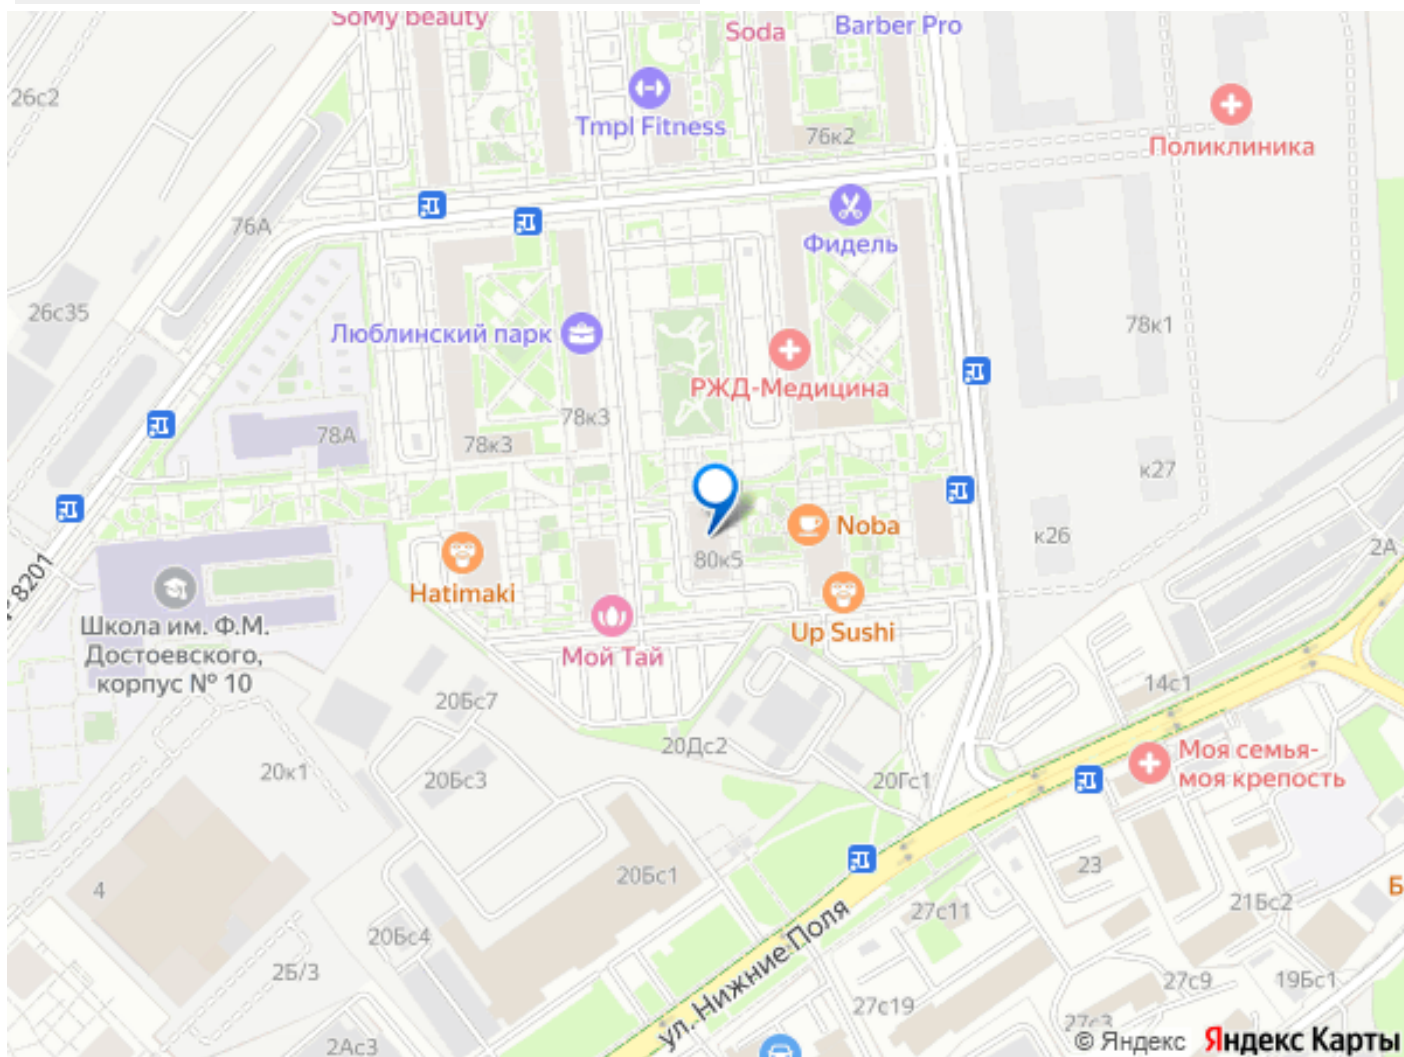 SoMy beauty
Soda
Barber Pro
26с2
Tmpl Fitness
76к2
Поликлиника
76А
Фидель
26с35
Люблинский парк
78к1
РЖД-Медицина
78к3
78А
78к3
к27
Noba
к26
80к5
2А
8201
Hatimaki
Школа им. Ф.М.
Достоевского,
корпус № 10
Up Sushi
Мой Тай
14с1
20Бс7
20Дс2
Моя семья-
моя крепость
20к1
20Бс3
20Гс1
4
20Бс1
23
Б
21Бс2
27с11
20Бс4
ул. Нижние Поля
2Б/3
27с9
19Бс1
27с19
27с3
2Ас3
© Яндекс Яндекс Карты